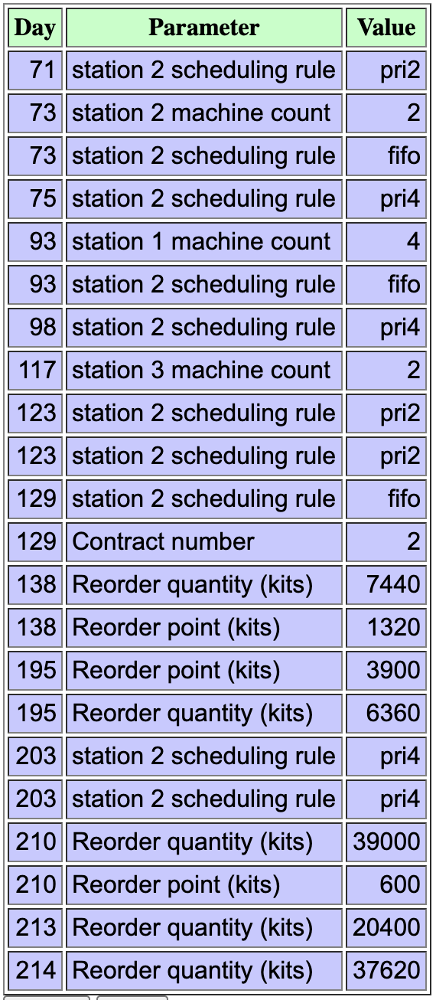 Day Parameter Value
71 station 2 scheduling rule pri2
73 station 2 machine count 2
73 station 2 scheduling rule fifo
75 station 2 scheduling rule pri4
93 station 1 machine count 4
93 station 2 scheduling rule fifo
98 station 2 scheduling rule pri4
117 station 3 machine count 2
123 station 2 scheduling rule pri2
123 station 2 scheduling rule pri2
129 station 2 scheduling rule fifo
129 Contract number 2
138 Reorder quantity (kits) 7440
138 Reorder point (kits) 1320
195 Reorder point (kits) 3900
195 Reorder quantity (kits) 6360
203 station 2 scheduling rule pri4
203 station 2 scheduling rule pri4
210 Reorder quantity (kits) 39000
210 Reorder point (kits) 600
213 Reorder quantity (kits) 20400
214 Reorder quantity (kits) 37620